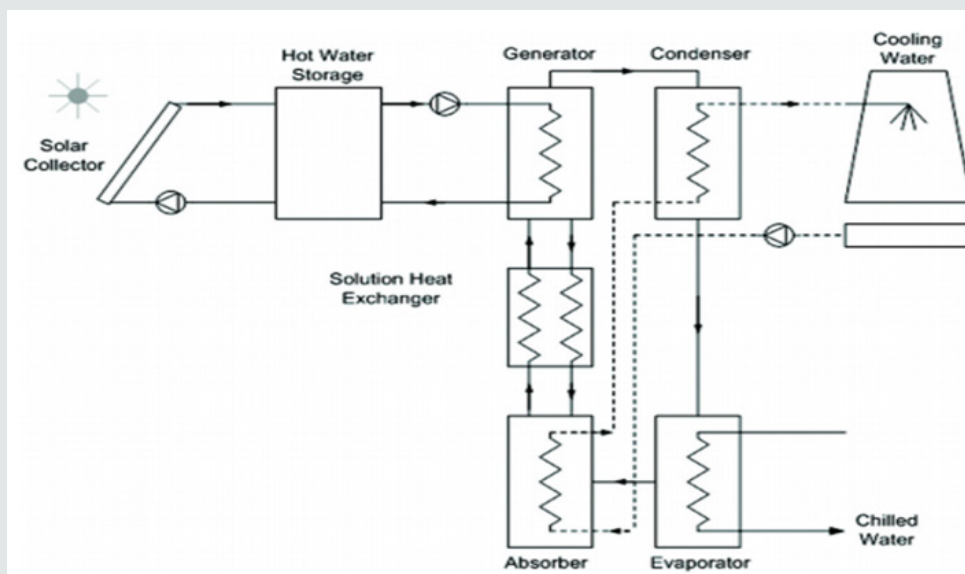 Hot Water
Storage
Generator
Condenser
Cooling
Water
Solar
Collector
Solution Heat
Exchanger
Absorber
Evaporator
Chilled
Water